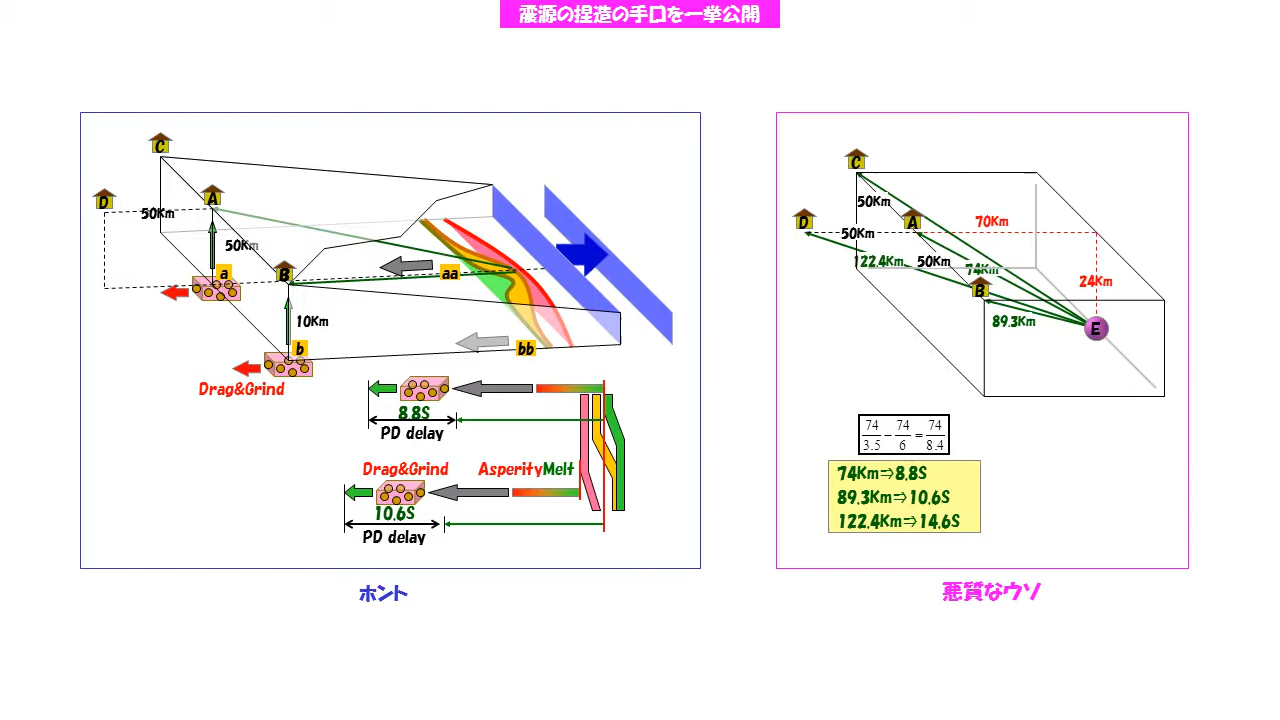 震源の捏造の手口を一挙公開
C
D
A
50Km
50Km
a
B
aa
10Km
b
bb
Drag&Grind
8.8S
PD delay
Drag&Grind
AsperityMelt
10.6S
PD delay
ホント
C
50Km
D
A
70Km
50Km
122.4Km
50Km
74Km
B
24Km
89.3Km
E
74/3.5 − 74/6 = 74/8.4
74Km⇒8.8S
89.3Km⇒10.6S
122.4Km⇒14.6S
悪質なウソ